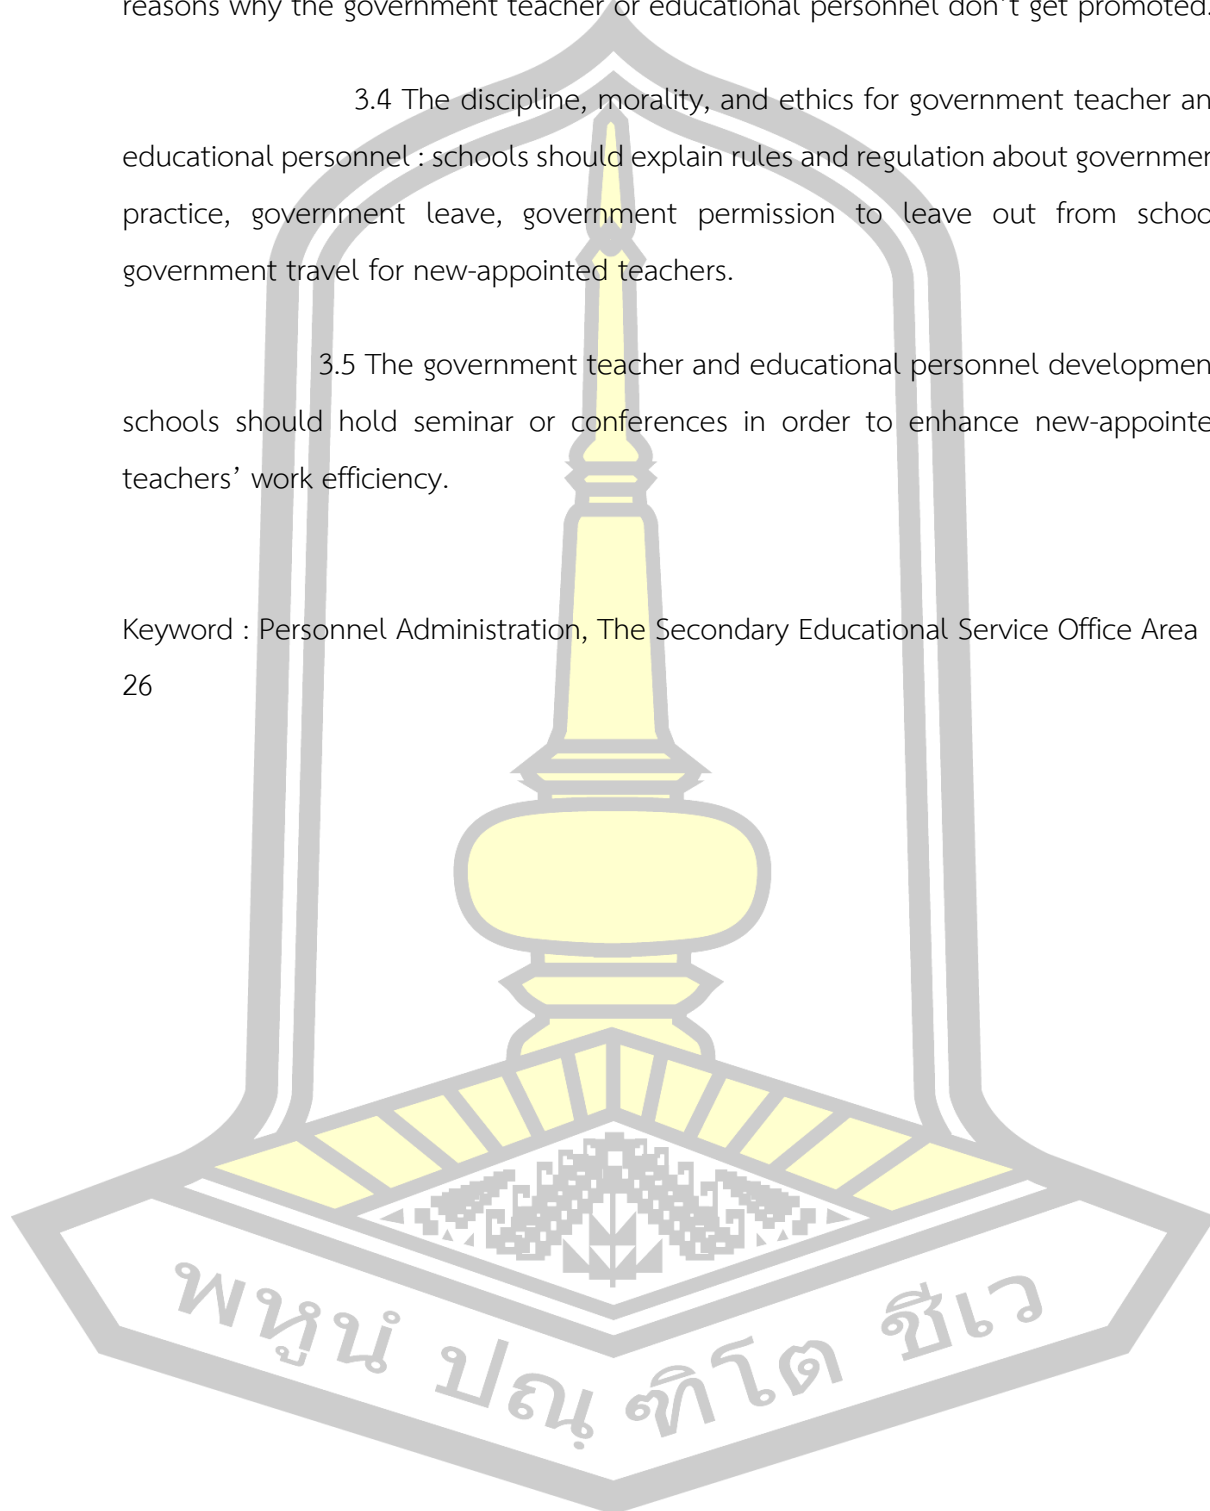 reasons why the government teacher or educational personnel don't get promoted.
3.4 The discipline, morality, and ethics for government teacher an
educational personnel : schools should explain rules and regulation about governmen
practice, government leave, government permission to leave out from schoo
government travel for new-appointed teachers.
3.5 The government teacher and educational personnel developmen
schools should hold seminar or conferences in order to enhance new-appointe
teachers' work efficiency.
Keyword : Personnel Administration, The Secondary Educational Service Office Area
26
พหูนํ ปณฺฑิโต ชีเว